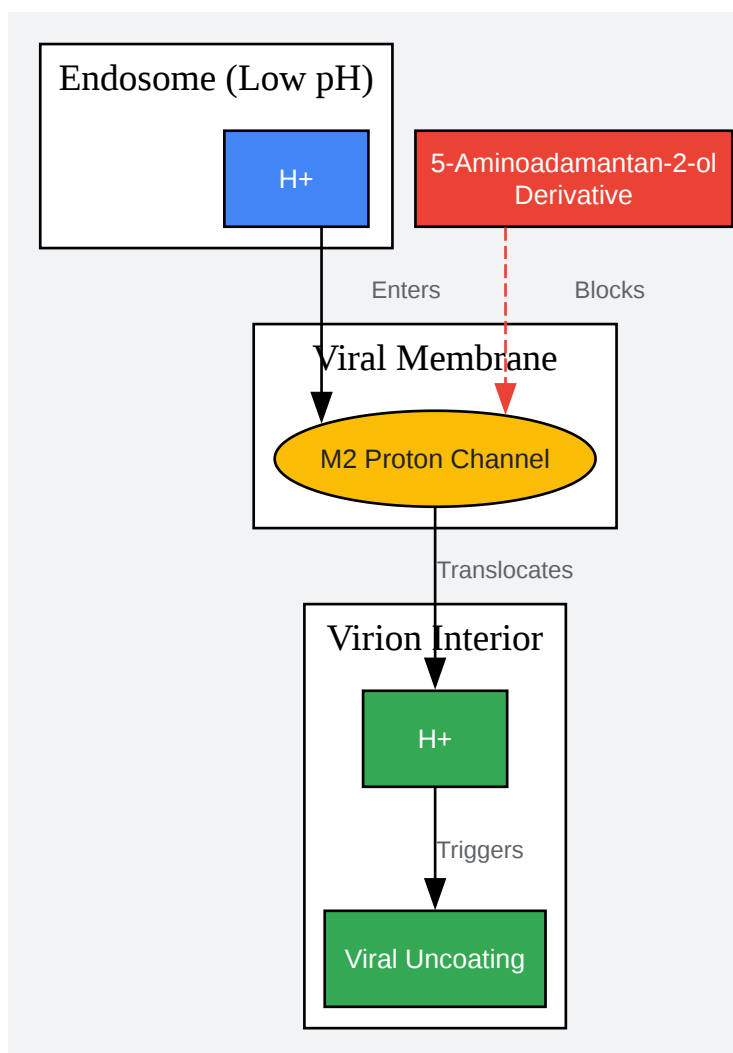 Endosome (Low pH)
H+
5-Aminoadamantan-2-ol
Derivative
Enters
Blocks
Viral Membrane
M2 Proton Channel
Translocates
Virion Interior
H+
Triggers
Viral Uncoating